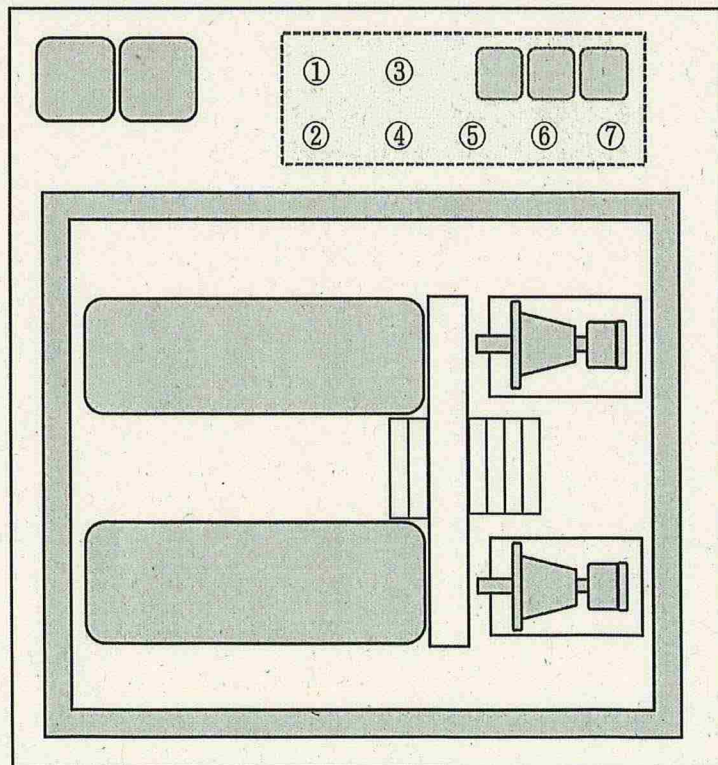 ① ③
② ④ ⑤ ⑥ ⑦